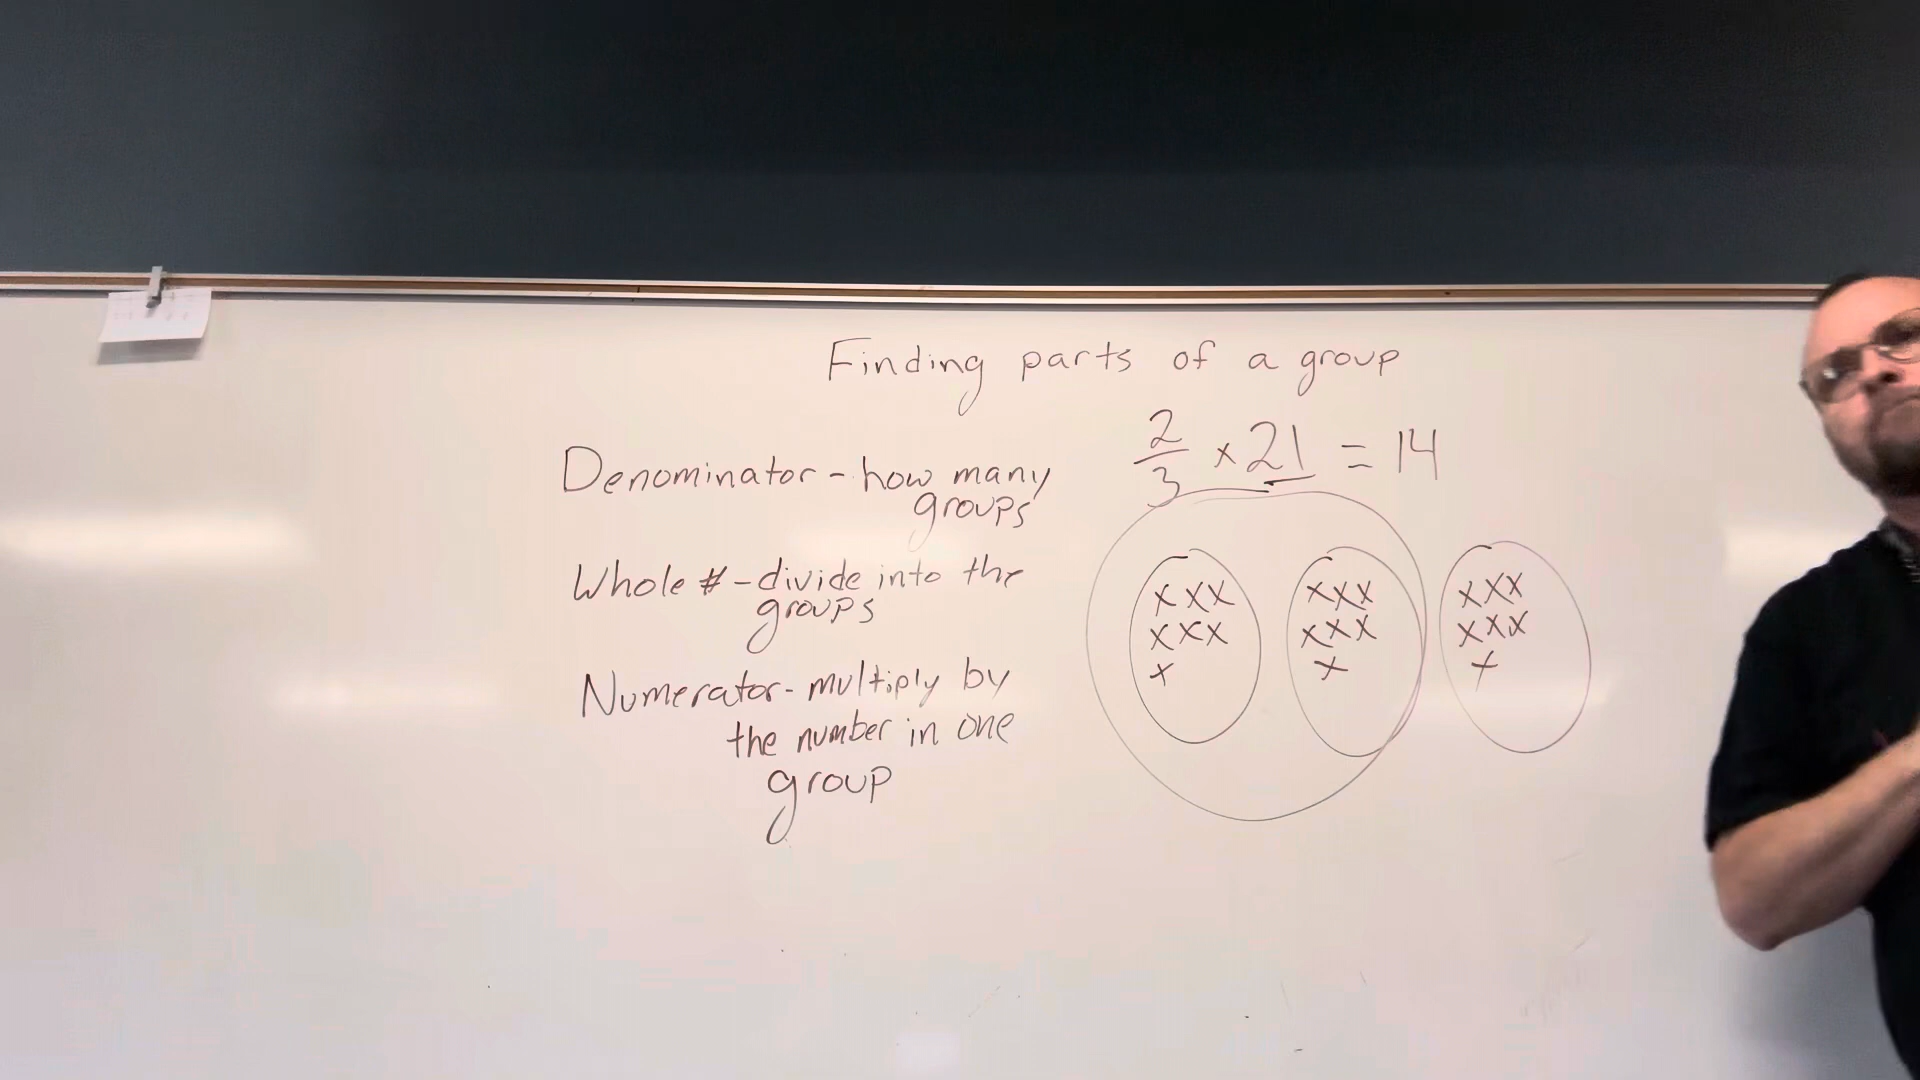 Finding parts of a group
2/3 × 21 = 14
Denominator - how many
groups
Whole # - divide into the
groups
Numerator - multiply by
the number in one
group
x x x x x x x x x
x x x x x x x x x
x x x